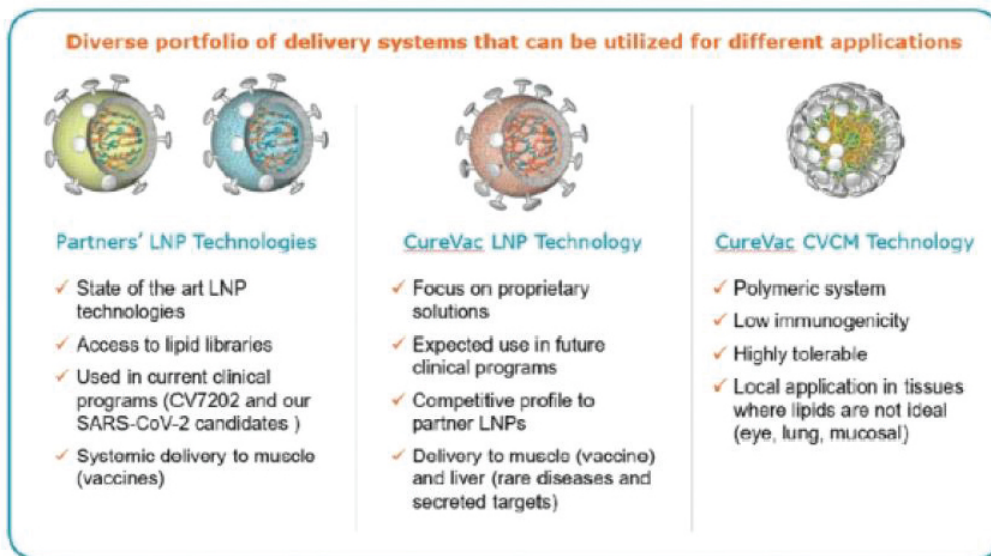 Diverse portfolio of delivery systems that can be utilized for different applications
Partners' LNP Technologies
✓ State of the art LNP
technologies
✓ Access to lipid libraries
✓ Used in current clinical
programs (CV7202 and our
SARS-CoV-2 candidates )
✓ Systemic delivery to muscle
(vaccines)
CureVac LNP Technology
✓ Focus on proprietary
solutions
✓ Expected use in future
clinical programs
✓ Competitive profile to
partner LNPs
✓ Delivery to muscle (vaccine)
and liver (rare diseases and
secreted targets)
CureVac CVCM Technology
✓ Polymeric system
✓ Low immunogenicity
✓ Highly tolerable
✓ Local application in tissues
where lipids are not ideal
(eye, lung, mucosal)